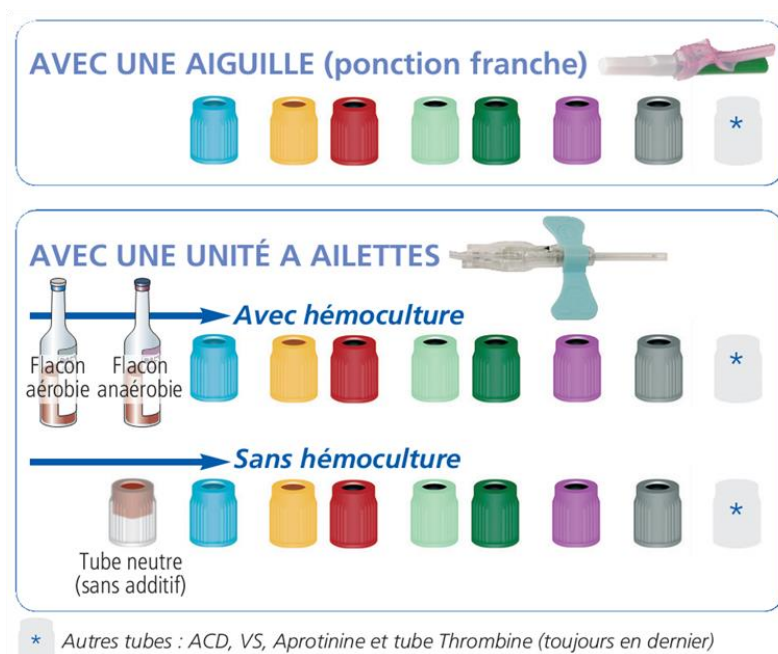 AVEC UNE AIGUILLE (ponction franche)
*
AVEC UNE UNITÉ A AILETTES
Avec hémoculture
Flacon
aérobie
Flacon
anaérobie
*
Sans hémoculture
*
Tube neutre
(sans additif)
* Autres tubes : ACD, VS, Aprotinine et tube Thrombine (toujours en dernier)